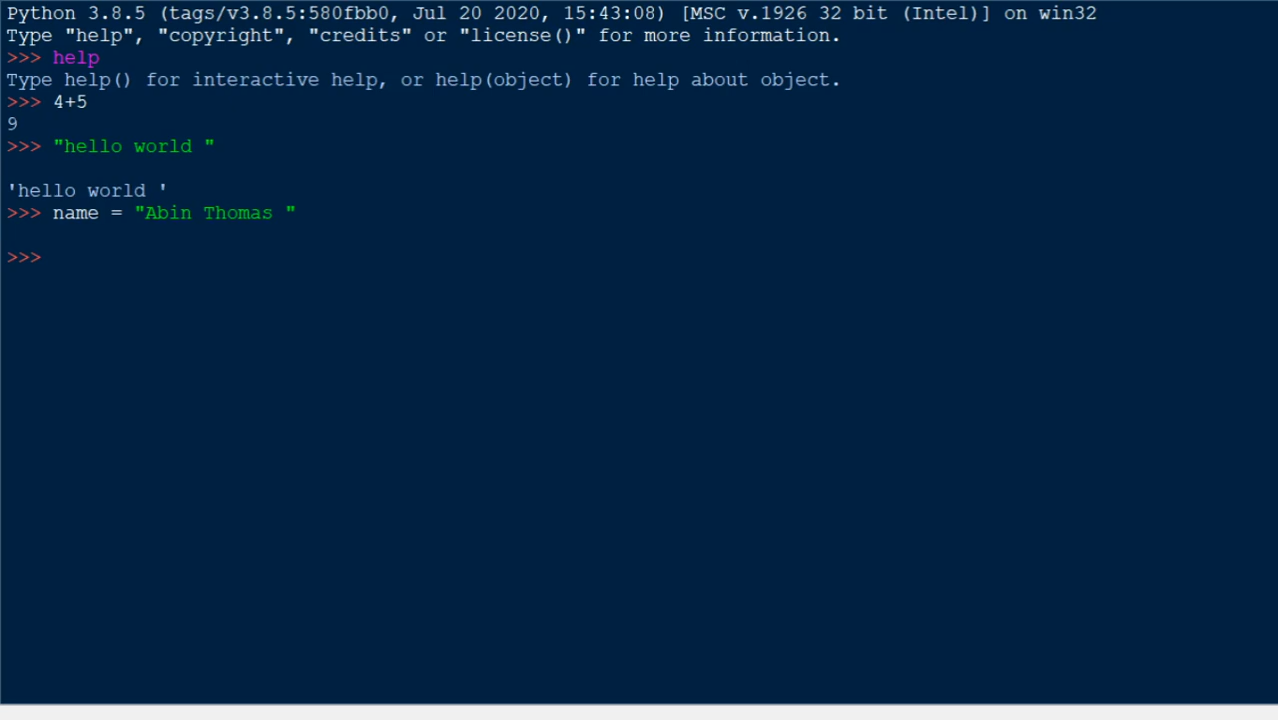 Python 3.8.5 (tags/v3.8.5:580fbb0, Jul 20 2020, 15:43:08) [MSC v.1926 32 bit (Intel)] on win32
Type "help", "copyright", "credits" or "license()" for more information.
>>> help
Type help() for interactive help, or help(object) for help about object.
>>> 4+5
9
>>> "hello world "
'hello world '
>>> name = "Abin Thomas "
>>>